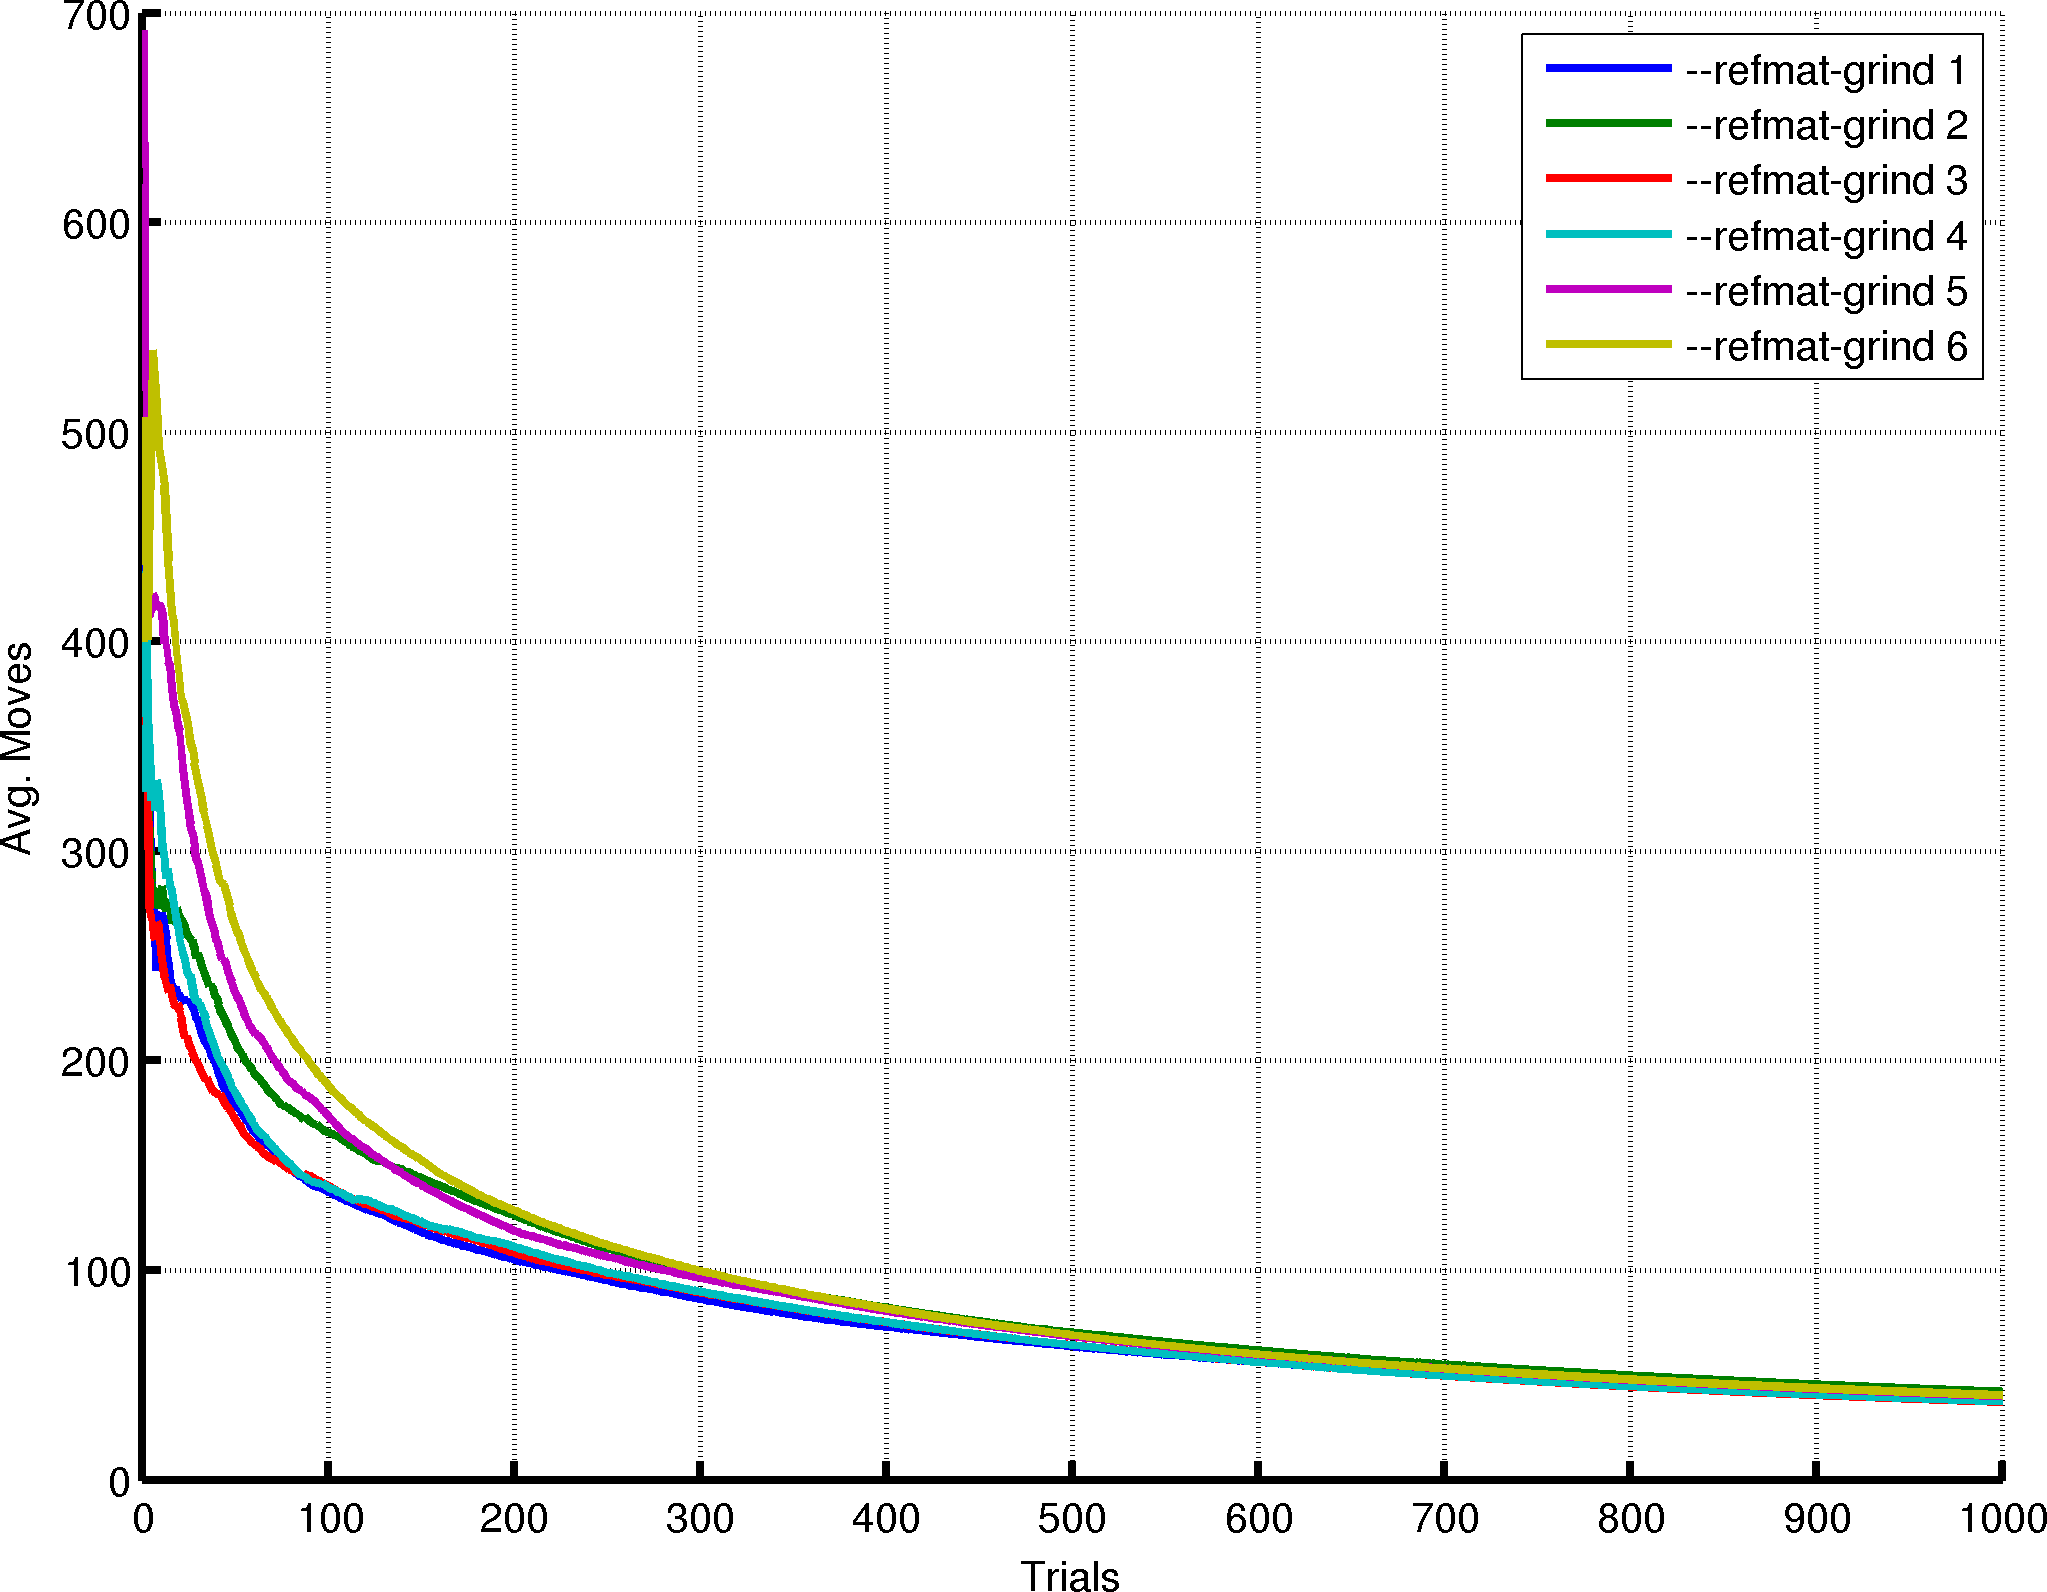 700
600
500
400
300
200
100
0
Avg. Moves
--refmat-grind 1
--refmat-grind 2
--refmat-grind 3
--refmat-grind 4
--refmat-grind 5
--refmat-grind 6
0 100 200 300 400 500 600 700 800 900 1000
Trials